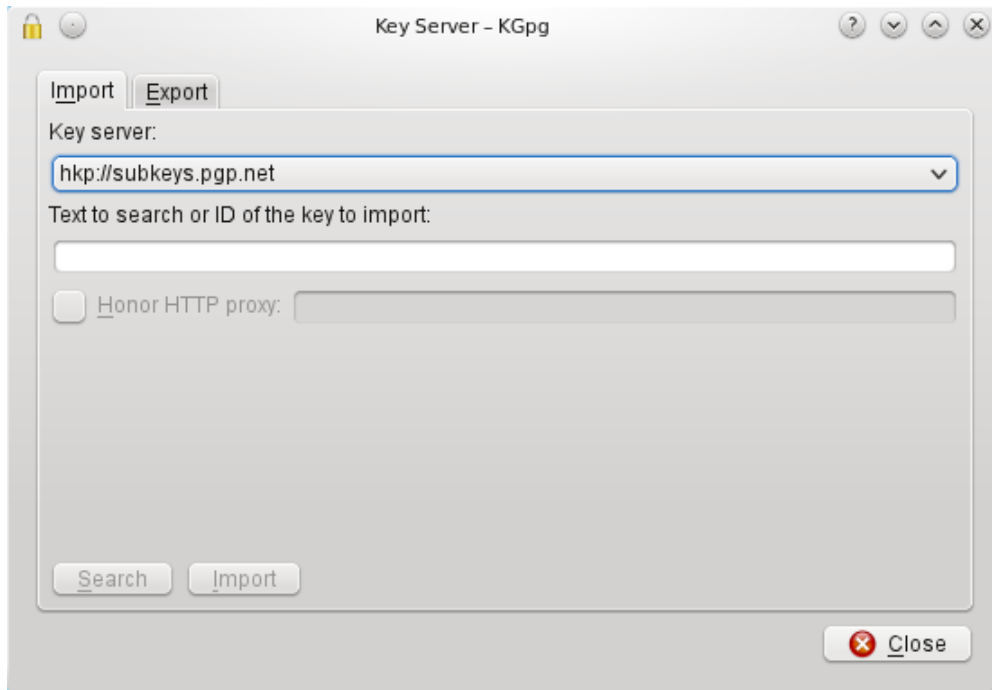 Key Server – KGpg
Import Export
Key server:
hkp://subkeys.pgp.net
Text to search or ID of the key to import:
Honor HTTP proxy:
Search Import
Close